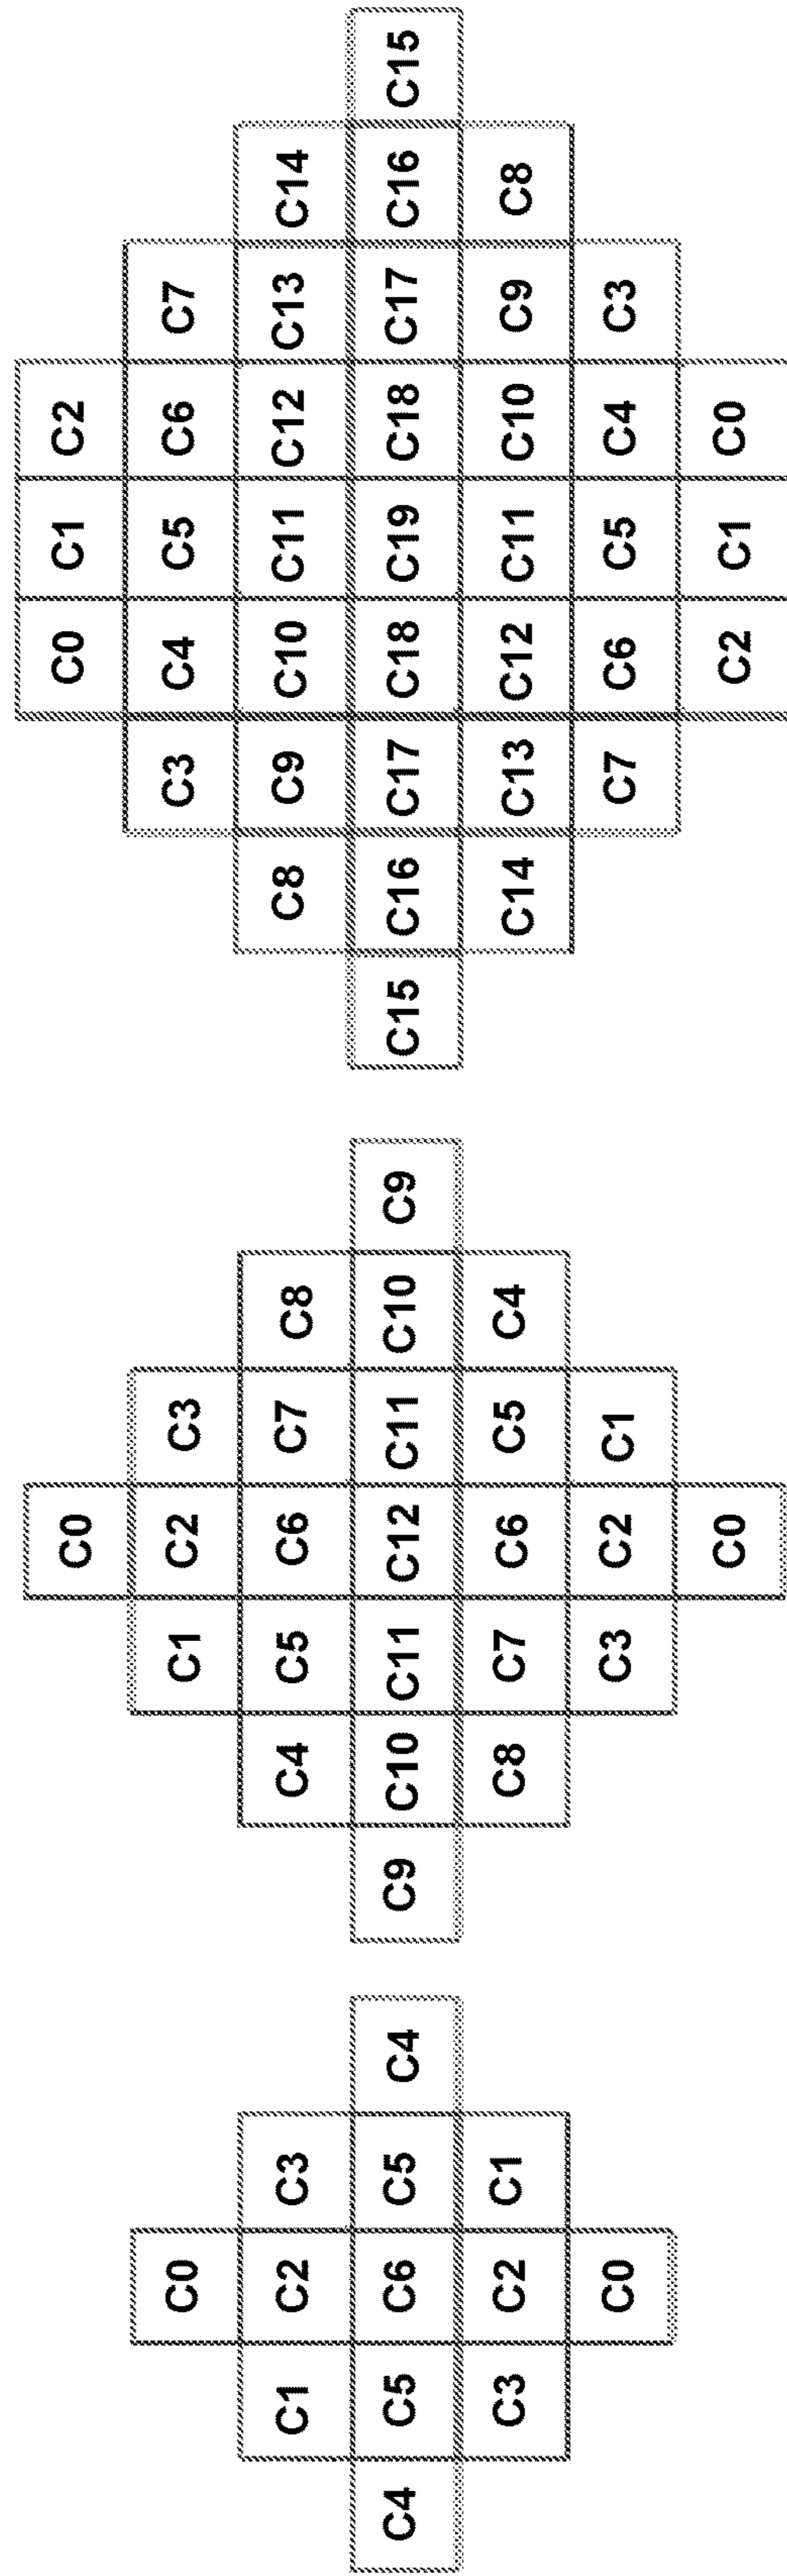 C0
C1 C2 C3
C4 C5 C6 C5 C4
C3 C2 C1
C0
C0
C1 C2 C3
C4 C5 C6 C7 C8
C9 C10 C11 C12 C11 C10 C9
C8 C7 C6 C5 C4
C3 C2 C1
C0
C0 C1 C2
C3 C4 C5 C6 C7
C8 C9 C10 C11 C12 C13 C14
C15 C16 C17 C18 C19 C18 C17 C16 C15
C14 C13 C12 C11 C10 C9 C8
C7 C6 C5 C4 C3
C2 C1 C0